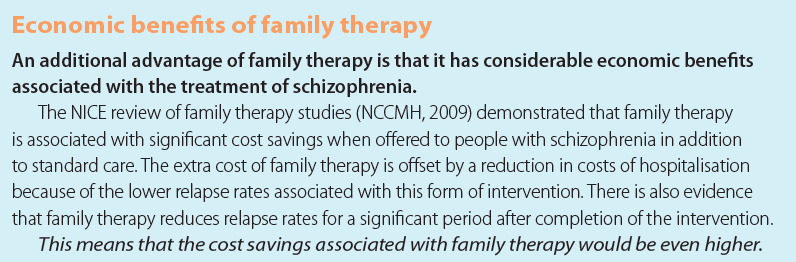 Economic benefits of family therapy
An additional advantage of family therapy is that it has considerable economic benefits
associated with the treatment of schizophrenia.
The NICE review of family therapy studies (NCCMH, 2009) demonstrated that family therapy
is associated with significant cost savings when offered to people with schizophrenia in addition
to standard care. The extra cost of family therapy is offset by a reduction in costs of hospitalisation
because of the lower relapse rates associated with this form of intervention. There is also evidence
that family therapy reduces relapse rates for a significant period after completion of the intervention.
This means that the cost savings associated with family therapy would be even higher.